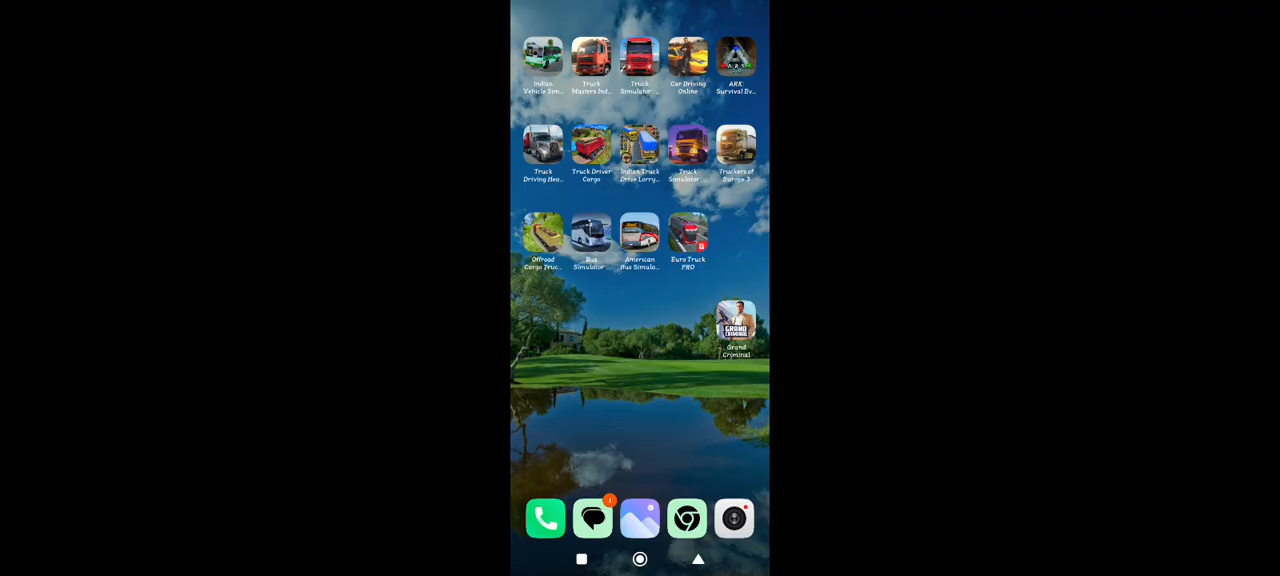 Indian
Vehicle Sim...
Truck
Masters Ind...
Truck
Simulator : ...
Car Driving
Online
ARK:
Survival Ev...
Truck
Driving Hea...
Truck Driver
Cargo
Indian Truck
Drive Lorry...
Truck
Simulator ...
Truckers of
Europe 3
Offroad
Cargo Truc...
Bus
Simulator ...
American
Bus Simula...
Euro Truck
PRO
GRAND
CRIMINAL
Grand
Criminal